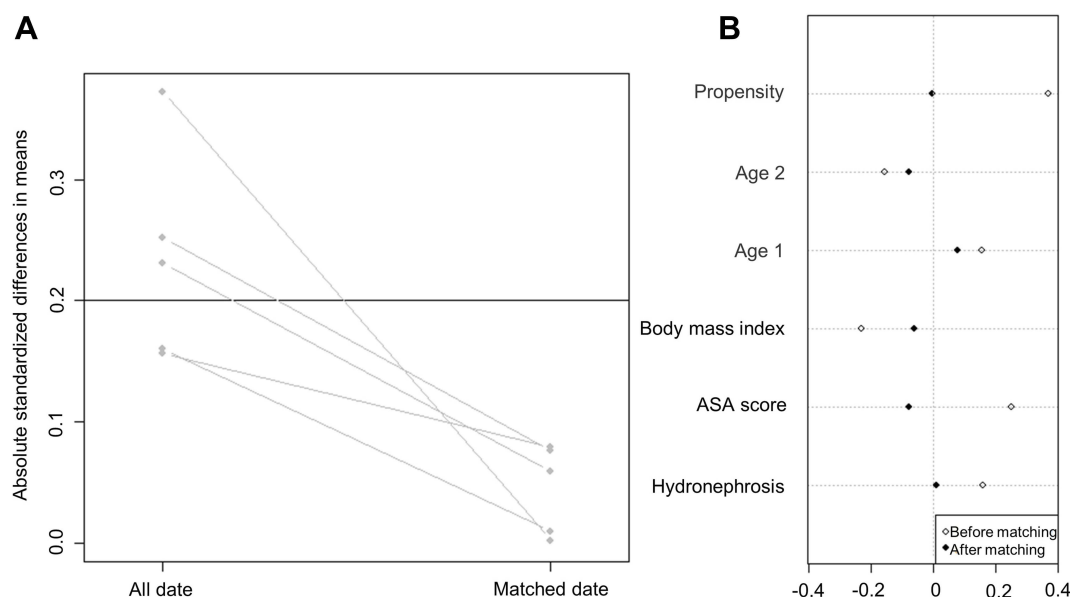 A
Absolute standardized differences in means
0.3
0.2
0.1
0.0
All date
Matched date
B
Propensity
Age 2
Age 1
Body mass index
ASA score
Hydronephrosis
Before matching
After matching
-0.4
-0.2
0
0.2
0.4